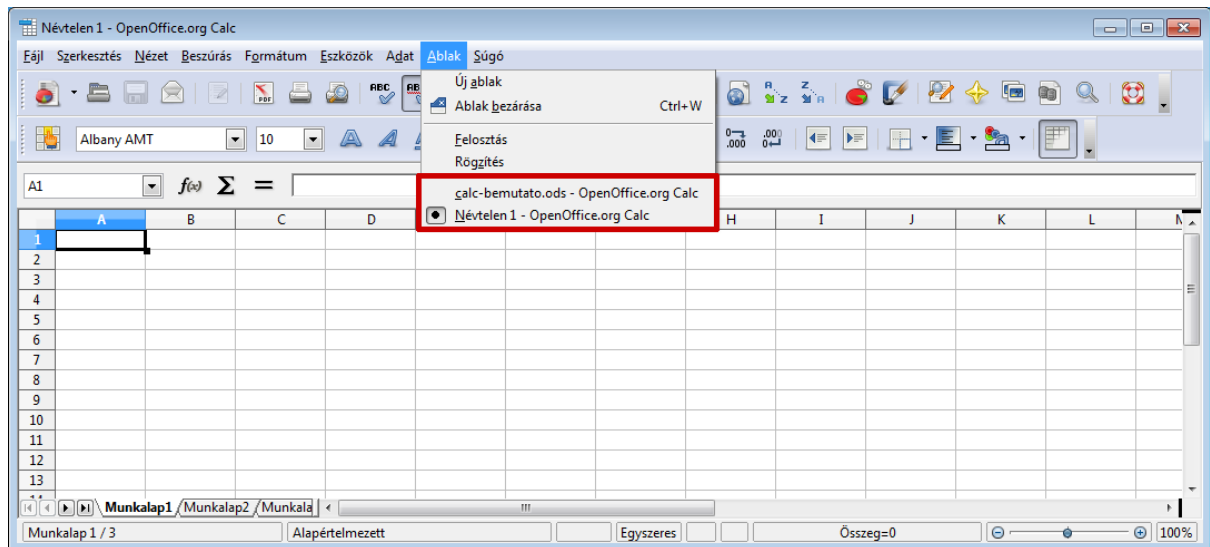 Névtelen 1 - OpenOffice.org Calc
Fájl Szerkesztés Nézet Beszúrás Formátum Eszközök Adat Ablak Súgó
Új ablak
Ablak bezárása Ctrl+W
Felosztás
Rögzítés
calc-bemutato.ods - OpenOffice.org Calc
Névtelen 1 - OpenOffice.org Calc
PDF ABC
Albany AMT 10
A1 f(x) Σ =
A B C D H I J K L
1
2
3
4
5
6
7
8
9
10
11
12
13
Munkalap1 Munkalap2 Munkala
Munkalap 1 / 3 Alapértelmezett Egyszeres Összeg=0 100%